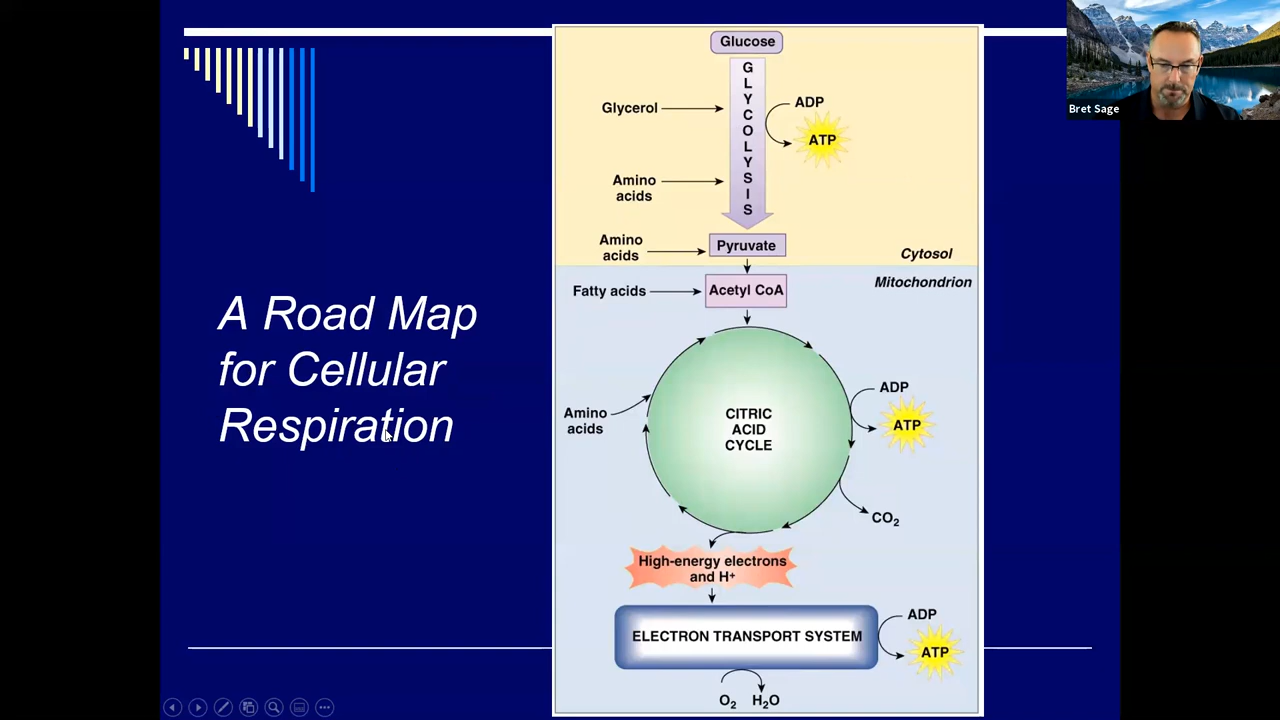 Bret Sage
A Road Map
for Cellular
Respiration
Glucose
GLYCOLYSIS
Glycerol
ADP
ATP
Amino
acids
Amino
acids
Pyruvate
Cytosol
Mitochondrion
Fatty acids
Acetyl CoA
ADP
ATP
Amino
acids
CITRIC
ACID
CYCLE
CO₂
High-energy electrons
and H⁺
ELECTRON TRANSPORT SYSTEM
ADP
ATP
O₂ H₂O